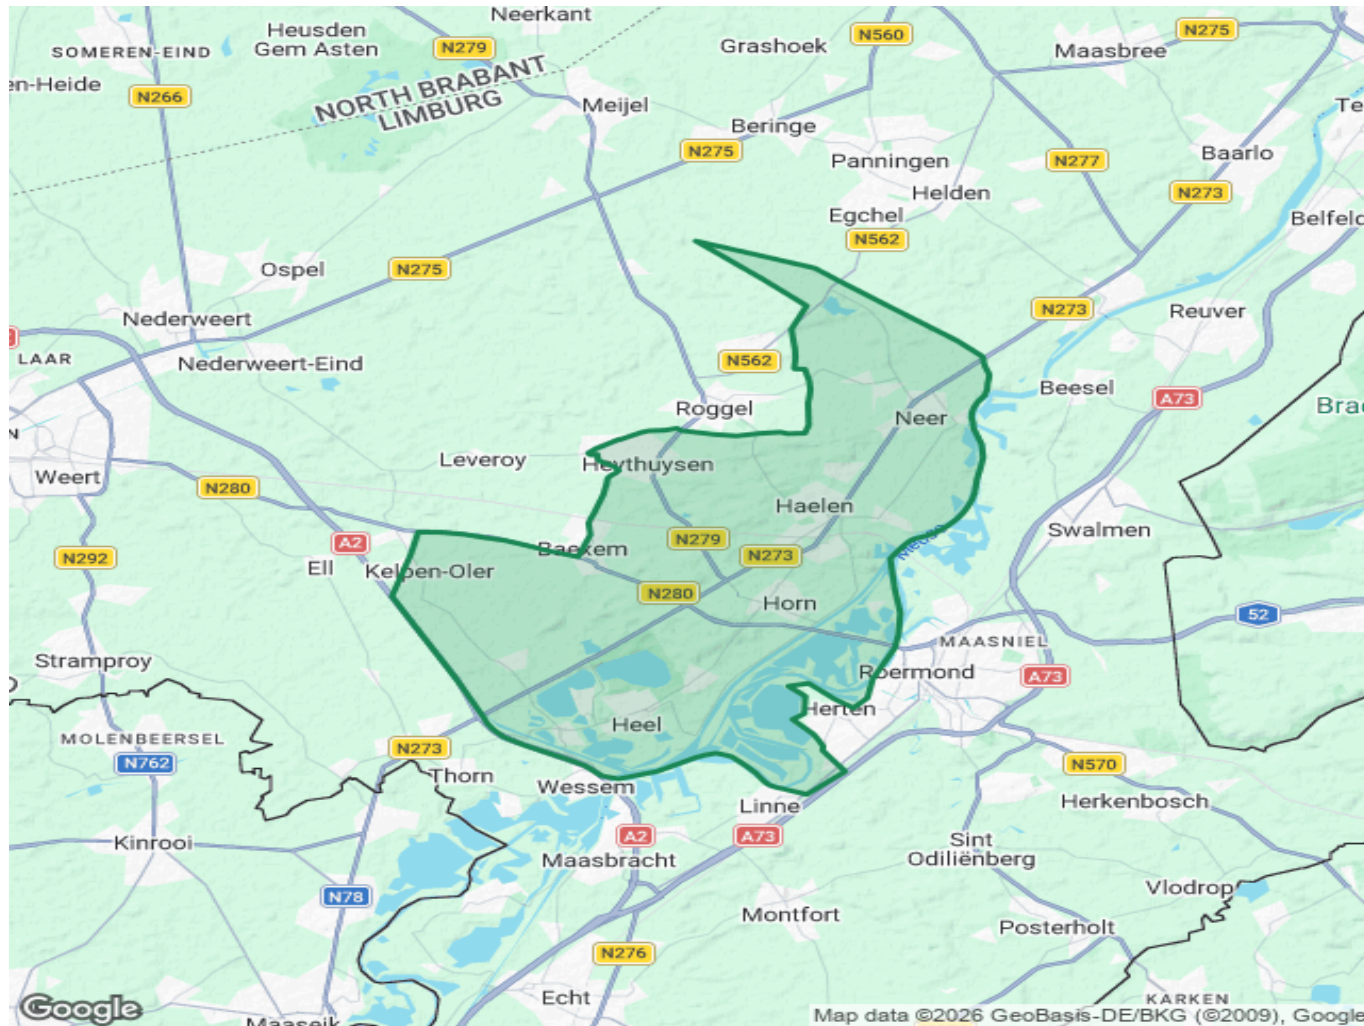 Neerkant
Heusden
Gem Asten
SOMEREN-EIND
N279
Grashoek
N560
N275
Maasbree
en-Heide
N266
NORTH BRABANT
LIMBURG
Meijel
Te
Beringe
N275
Panningen
N277
Baarlo
Helden
N273
Egchel
Belfeld
N562
Ospel
N275
N273
Reuver
Nederweert
LAAR
Nederweert-Eind
N562
Beesel
A73
Roggel
Neer
Bra
N
Leveroy
Heythuysen
Weert
N280
Haelen
Swalmen
A2
N279
N273
Meuse
Baexem
N292
Ell
Kelpen-Oler
N280
Horn
52
MAASNIEL
Stramproy
Roermond
A73
Herten
Heel
MOLENBEERSEL
N273
N762
Thorn
N570
Wessem
Linne
Herkenbosch
A2
A73
Kinrooi
Maasbracht
Sint
Odiliënberg
N78
Vlodrop
Montfort
Posterholt
N276
Echt
KARKEN
Google
Maaseik
Map data ©2026 GeoBasis-DE/BKG (©2009), Google